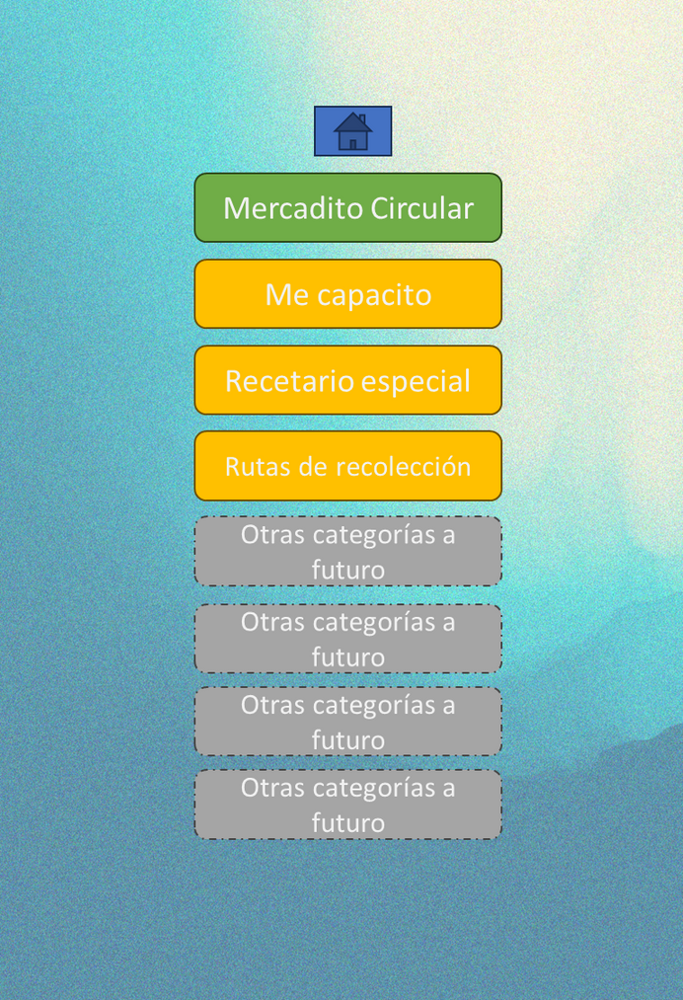 Mercadito Circular
Me capacito
Recetario especial
Rutas de recolección
Otras categorías a
futuro
Otras categorías a
futuro
Otras categorías a
futuro
Otras categorías a
futuro